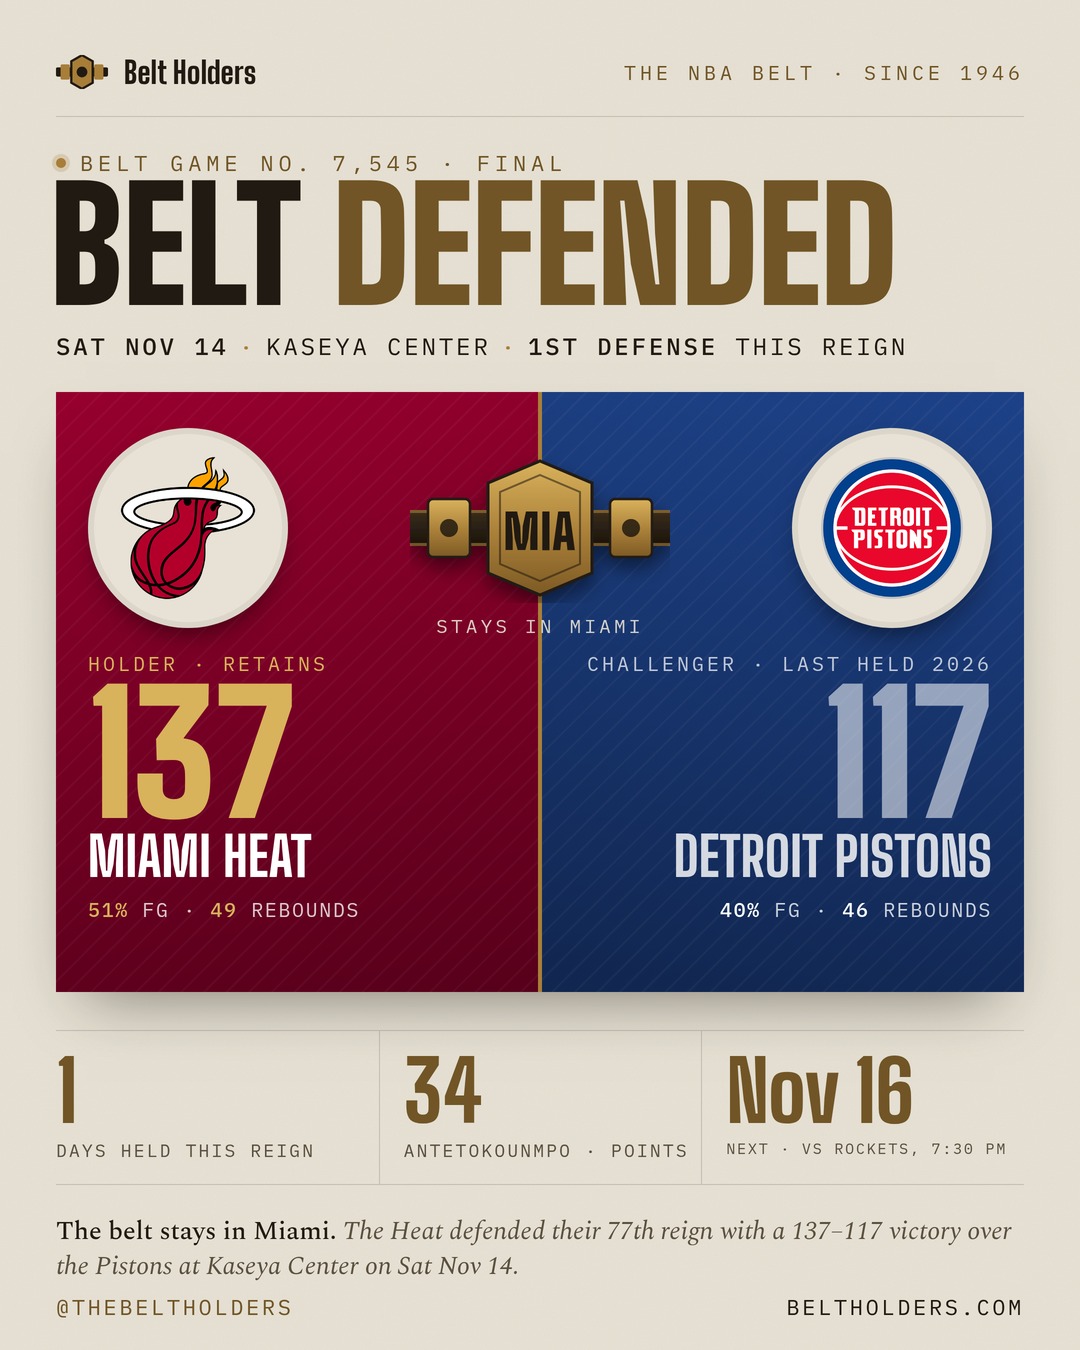 Belt Holders
THE NBA BELT · SINCE 1946
BELT GAME NO. 7,545 · FINAL
BELT DEFENDED
SAT NOV 14 · KASEYA CENTER · 1ST DEFENSE THIS REIGN
DETROIT
PISTONS
MIA
STAYS IN MIAMI
HOLDER · RETAINS
137
MIAMI HEAT
51% FG · 49 REBOUNDS
CHALLENGER · LAST HELD 2026
117
DETROIT PISTONS
40% FG · 46 REBOUNDS
1
DAYS HELD THIS REIGN
34
ANTETOKOUNMPO · POINTS
Nov 16
NEXT · VS ROCKETS, 7:30 PM
The belt stays in Miami. The Heat defended their 77th reign with a 137–117 victory over
the Pistons at Kaseya Center on Sat Nov 14.
@THEBELTHOLDERS
BELTHOLDERS.COM